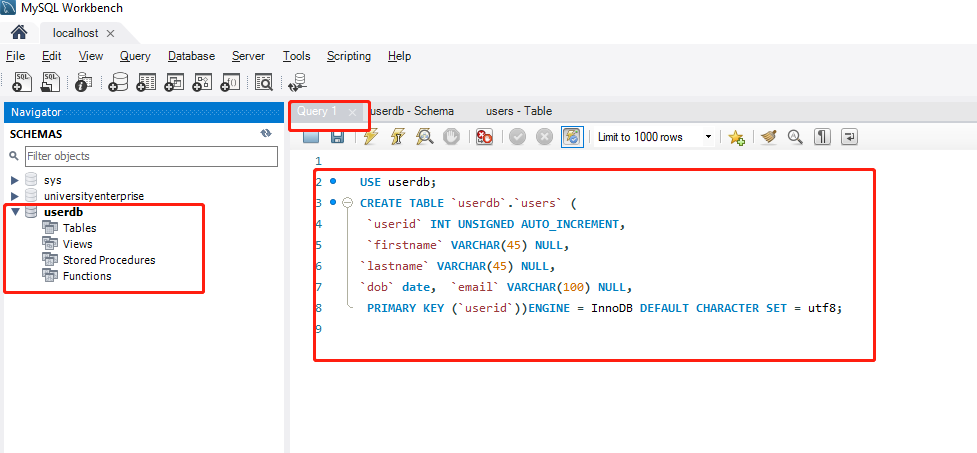 MySQL Workbench
localhost
File Edit View Query Database Server Tools Scripting Help
Navigator
Query 1 userdb - Schema users - Table
SCHEMAS
Limit to 1000 rows
Filter objects
sys
universityenterprise
userdb
Tables
Views
Stored Procedures
Functions
1
2 USE userdb;
3 CREATE TABLE `userdb`.`users` (
4 `userid` INT UNSIGNED AUTO_INCREMENT,
5 `firstname` VARCHAR(45) NULL,
6 `lastname` VARCHAR(45) NULL,
7 `dob` date, `email` VARCHAR(100) NULL,
8 PRIMARY KEY (`userid`))ENGINE = InnoDB DEFAULT CHARACTER SET = utf8;
9